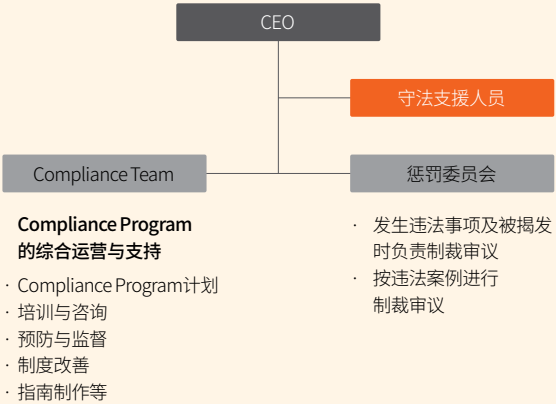 CEO
守法支援人员
Compliance Team
惩罚委员会
Compliance Program
的综合运营与支持
· Compliance Program计划
· 培训与咨询
· 预防与监督
· 制度改善
· 指南制作等
· 发生违法事项及被揭发
时负责制裁审议
· 按违法案例进行
制裁审议